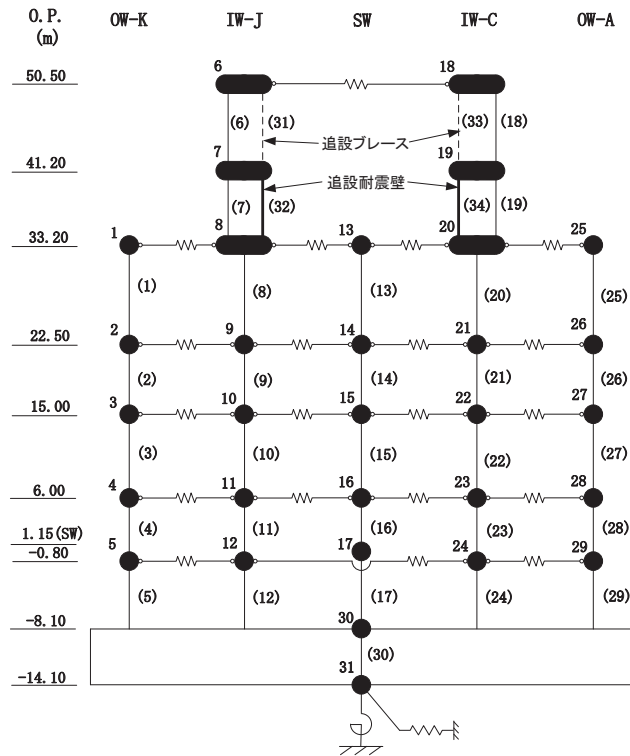 O.P. OW-K IW-J SW IW-C OW-A
(m)
6 18
50.50
(6) (31) (33) (18)
追設ブレース
7 19
41.20
追設耐震壁
(7) (32) (34) (19)
1 8 13 20 25
33.20
(1) (8) (13) (20) (25)
2 9 14 21 26
22.50
(2) (9) (14) (21) (26)
3 10 15 22 27
15.00
(3) (10) (15) (22) (27)
4 11 16 23 28
6.00
(4) (11) (16) (23) (28)
1.15(SW)
5 12 17 24 29
-0.80
(5) (12) (17) (24) (29)
30
-8.10
(30)
31
-14.10